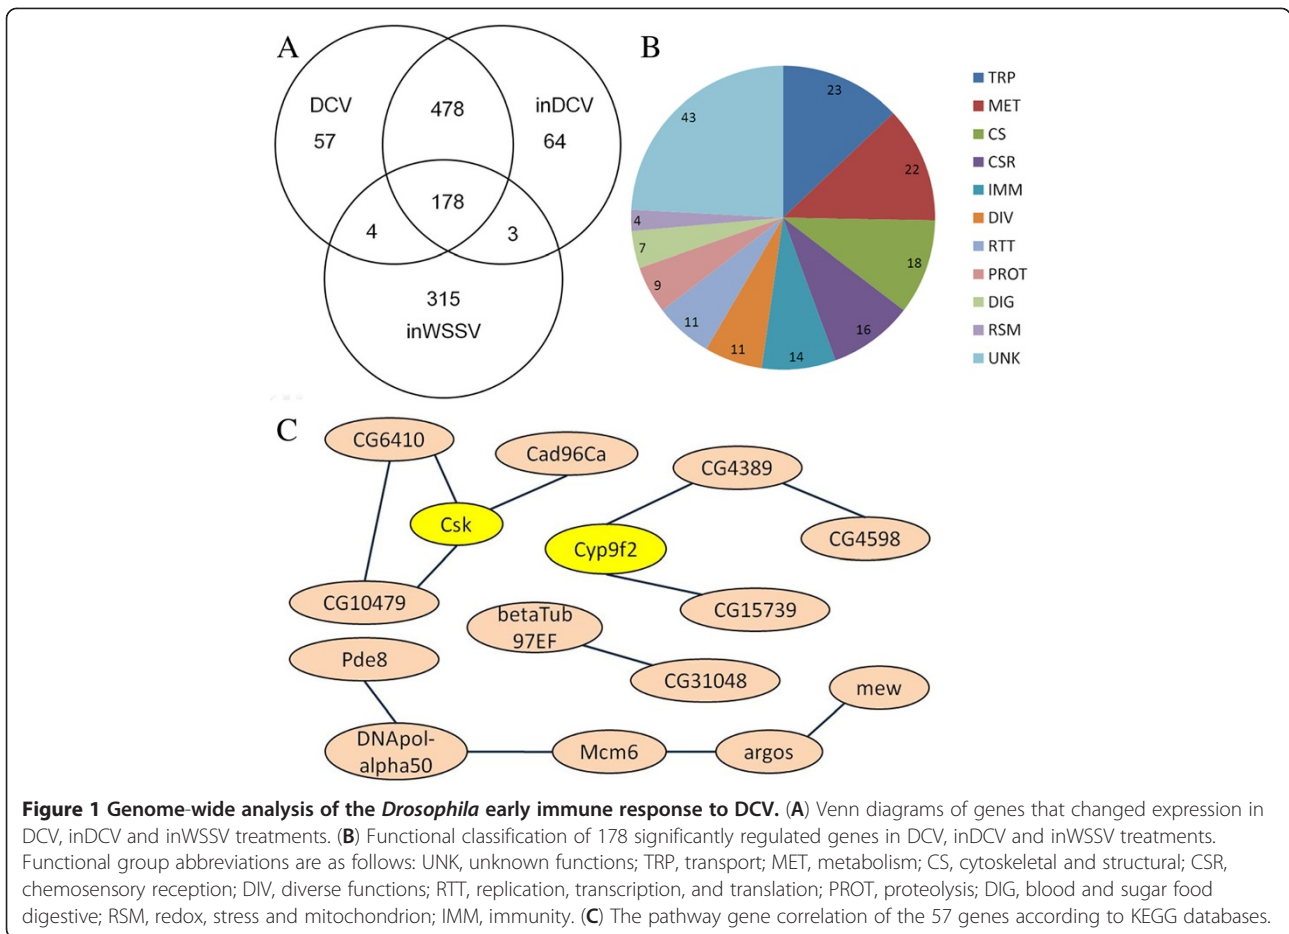 A
DCV
57
478
inDCV
64
178
4
3
315
inWSSV
B
23
22
18
16
14
11
11
9
7
4
43
TRP
MET
CS
CSR
IMM
DIV
RTT
PROT
DIG
RSM
UNK
C
CG6410
Cad96Ca
CG4389
Csk
Cyp9f2
CG4598
CG10479
betaTub
97EF
CG15739
Pde8
CG31048
mew
DNApol-
alpha50
Mcm6
argos
Figure 1 Genome-wide analysis of the Drosophila early immune response to DCV. (A) Venn diagrams of genes that changed expression in
DCV, inDCV and inWSSV treatments. (B) Functional classification of 178 significantly regulated genes in DCV, inDCV and inWSSV treatments.
Functional group abbreviations are as follows: UNK, unknown functions; TRP, transport; MET, metabolism; CS, cytoskeletal and structural; CSR,
chemosensory reception; DIV, diverse functions; RTT, replication, transcription, and translation; PROT, proteolysis; DIG, blood and sugar food
digestive; RSM, redox, stress and mitochondrion; IMM, immunity. (C) The pathway gene correlation of the 57 genes according to KEGG databases.